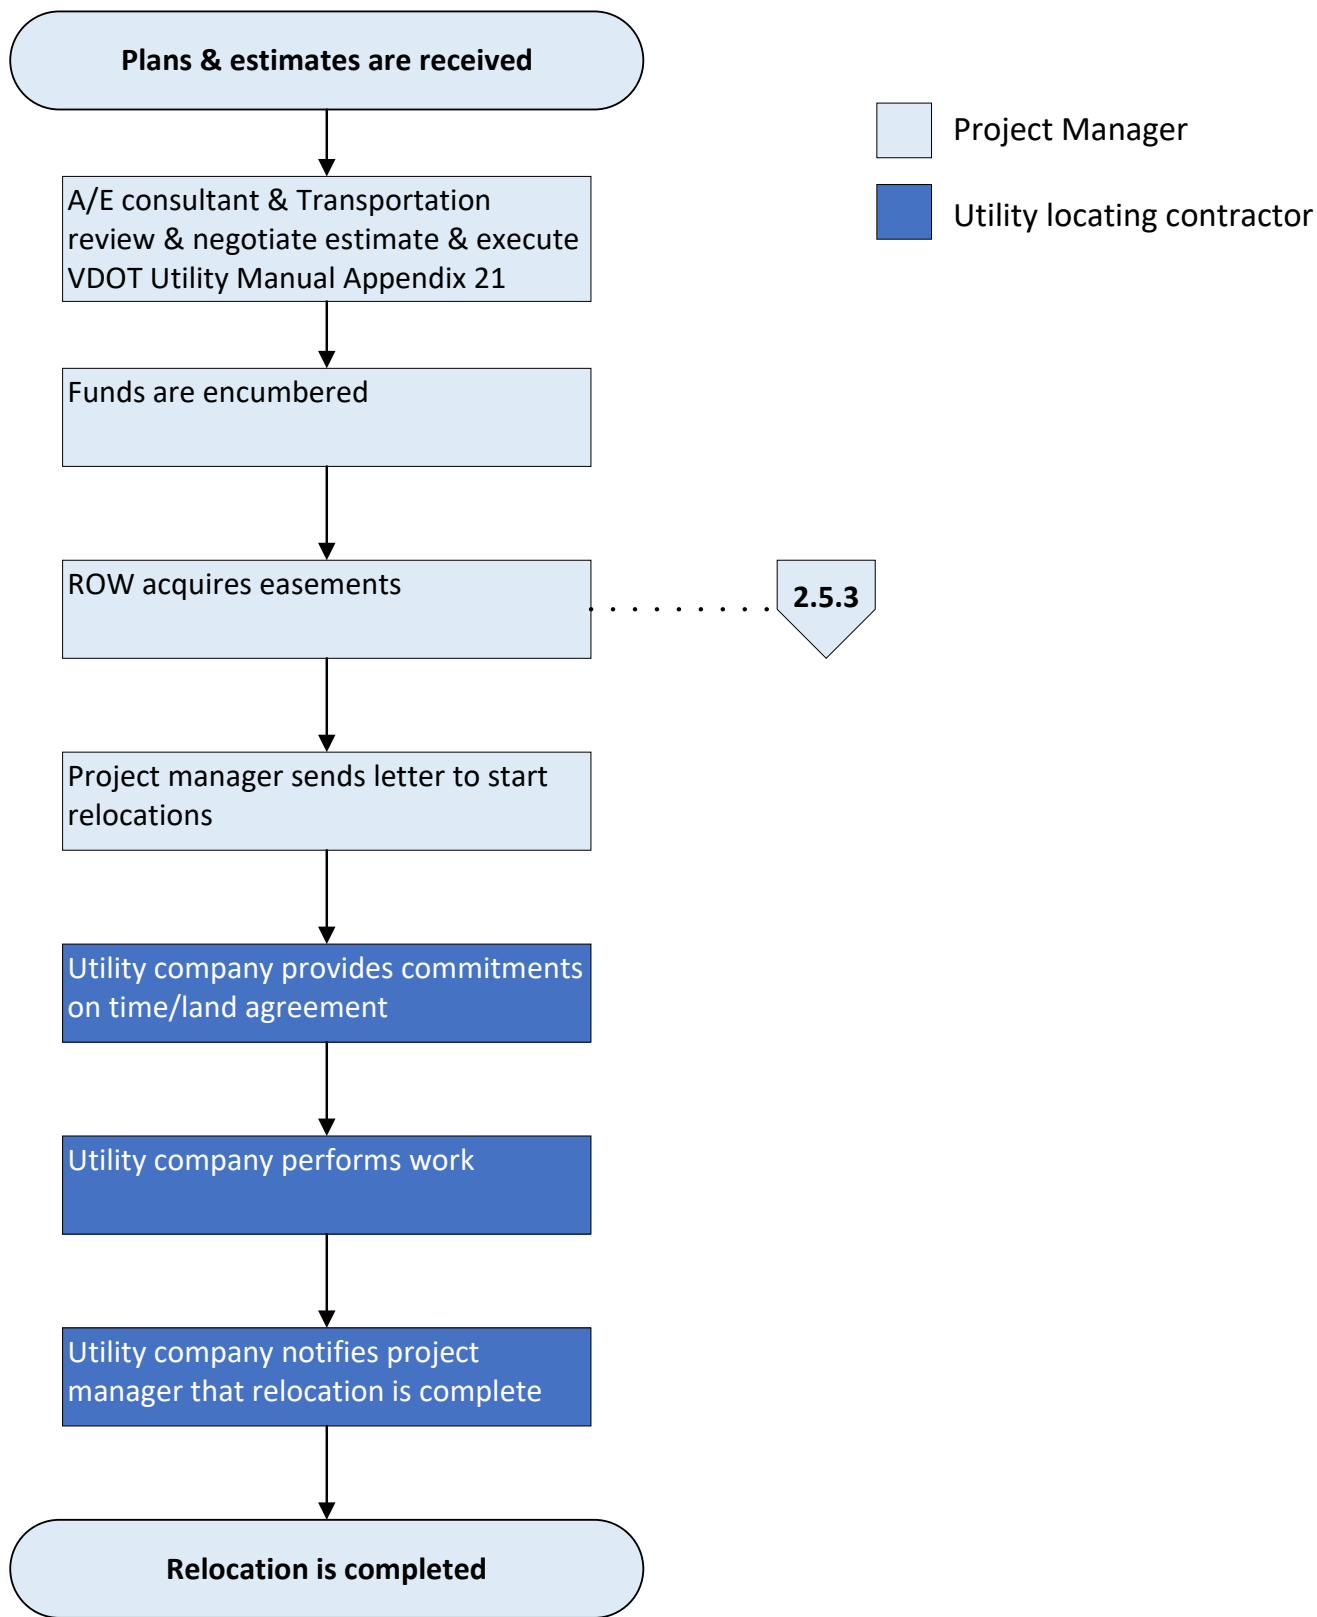 Plans & estimates are received
Project Manager
Utility locating contractor
A/E consultant & Transportation
review & negotiate estimate & execute
VDOT Utility Manual Appendix 21
Funds are encumbered
ROW acquires easements
2.5.3
Project manager sends letter to start
relocations
Utility company provides commitments
on time/land agreement
Utility company performs work
Utility company notifies project
manager that relocation is complete
Relocation is completed